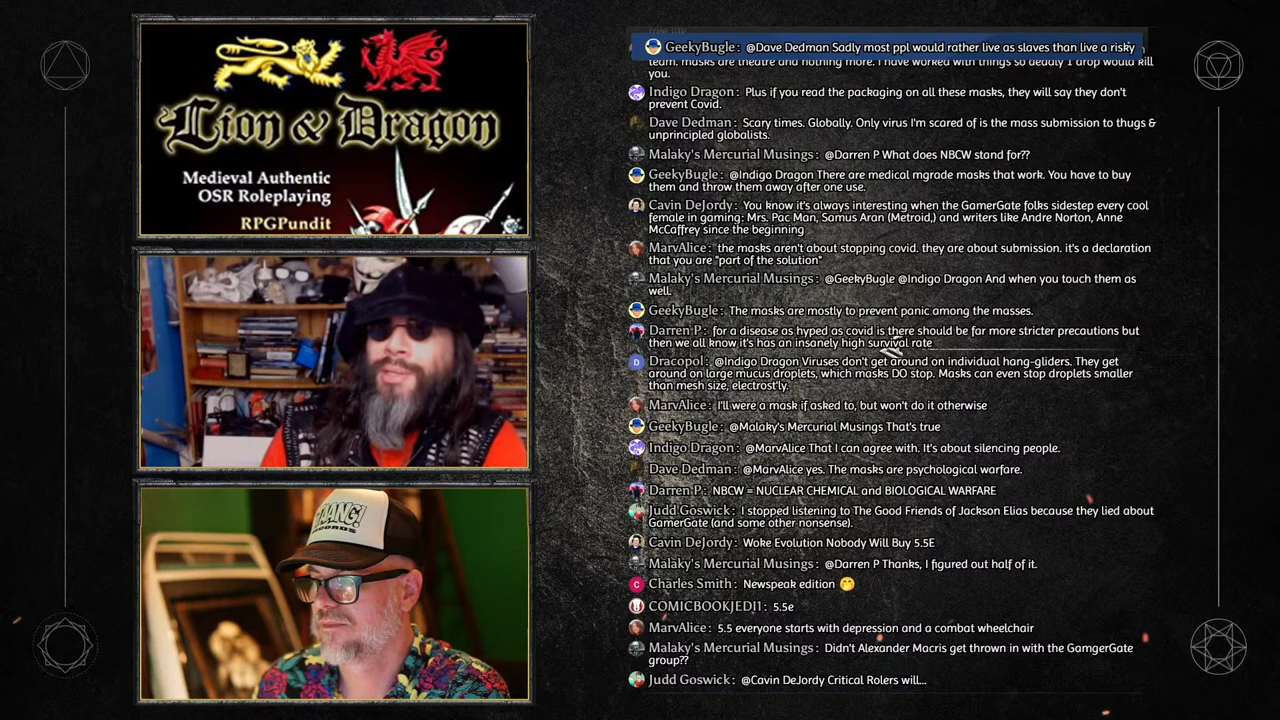 Lion & Dragon
Medieval Authentic
OSR Roleplaying
RPGPundit
RECORDS
GeekyBugle: @Dave Dedman Sadly most ppl would rather live as slaves than live a risky
team. masks are theatre and nothing more. I have worked with things so deadly 1 drop would kill
you.
Indigo Dragon: Plus if you read the packaging on all these masks, they will say they don't
prevent Covid.
Dave Dedman: Scary times. Globally. Only virus I'm scared of is the mass submission to thugs &
unprincipled globalists.
Malaky's Mercurial Musings: @Darren P What does NBCW stand for??
GeekyBugle: @Indigo Dragon There are medical mgrade masks that work. You have to buy
them and throw them away after one use.
Cavin DeJordy: You know it's always interesting when the GamerGate folks sidestep every cool
female in gaming: Mrs. Pac Man, Samus Aran (Metroid,) and writers like Andre Norton, Anne
McCaffrey since the beginning
MarvAlice: the masks aren't about stopping covid. they are about submission. it's a declaration
that you are "part of the solution"
Malaky's Mercurial Musings: @GeekyBugle @Indigo Dragon And when you touch them as
well.
GeekyBugle: The masks are mostly to prevent panic among the masses.
Darren P: for a disease as hyped as covid is there should be far more stricter precautions but
then we all know it's has an insanely high survival rate
D
Dracopol: @Indigo Dragon Viruses don't get around on individual hang-gliders. They get
around on large mucus droplets, which masks DO stop. Masks can even stop droplets smaller
than mesh size, electrost'ly.
MarvAlice: I'll were a mask if asked to, but won't do it otherwise
GeekyBugle: @Malaky's Mercurial Musings That's true
Indigo Dragon: @MarvAlice That I can agree with. It's about silencing people.
Dave Dedman: @MarvAlice yes. The masks are psychological warfare.
Darren P: NBCW = NUCLEAR CHEMICAL and BIOLOGICAL WARFARE
Judd Goswick: I stopped listening to The Good Friends of Jackson Elias because they lied about
GamerGate (and some other nonsense).
Cavin DeJordy: Woke Evolution Nobody Will Buy 5.5E
Malaky's Mercurial Musings: @Darren P Thanks, I figured out half of it.
C
Charles Smith: Newspeak edition 🤭
COMICBOOKJEDI1: 5.5e
MarvAlice: 5.5 everyone starts with depression and a combat wheelchair
Malaky's Mercurial Musings: Didn't Alexander Macris get thrown in with the GamgerGate
group??
Judd Goswick: @Cavin DeJordy Critical Rolers will...